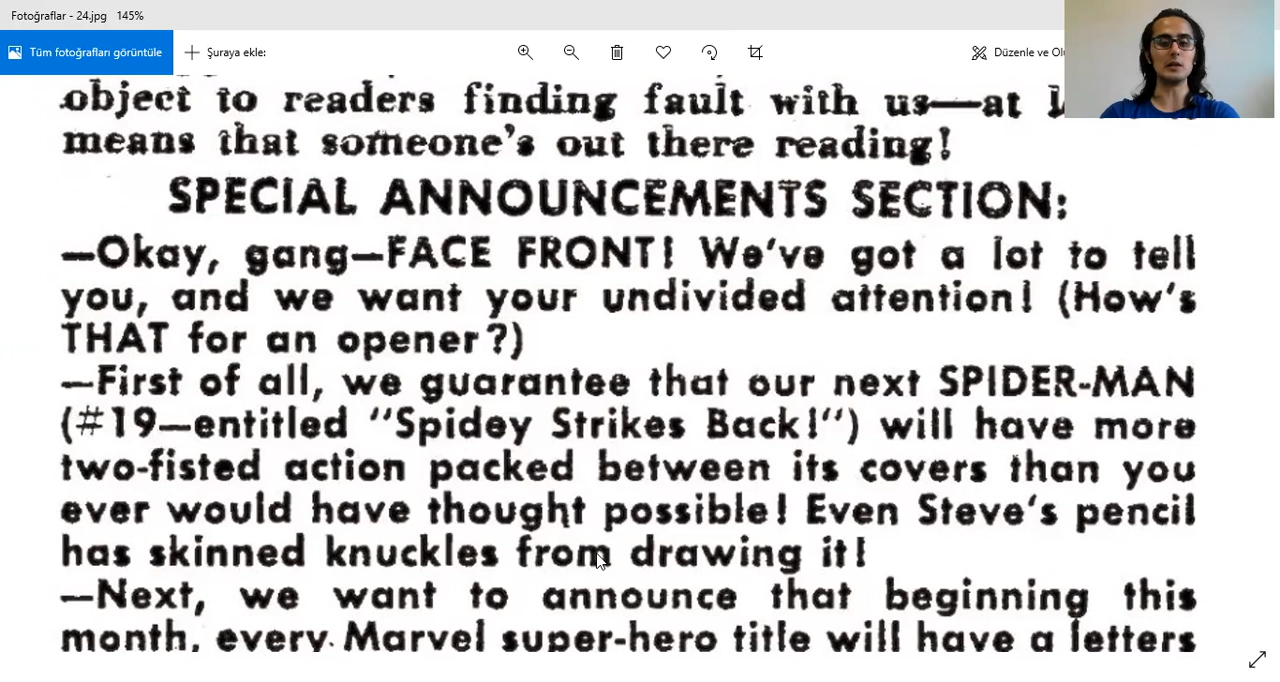 Fotoğraflar - 24.jpg 145%
Tüm fotoğrafları görüntüle
Şuraya ekle:
Düzenle ve
object to readers finding fault with us—at
means that someone's out there reading!
SPECIAL ANNOUNCEMENTS SECTION:
—Okay, gang—FACE FRONT! We've got a lot to tell
you, and we want your undivided attention! (How's
THAT for an opener?)
—First of all, we guarantee that our next SPIDER-MAN
(#19—entitled "Spidey Strikes Back!") will have more
two-fisted action packed between its covers than you
ever would have thought possible! Even Steve's pencil
has skinned knuckles from drawing it!
—Next, we want to announce that beginning this
month, every Marvel super-hero title will have a letters